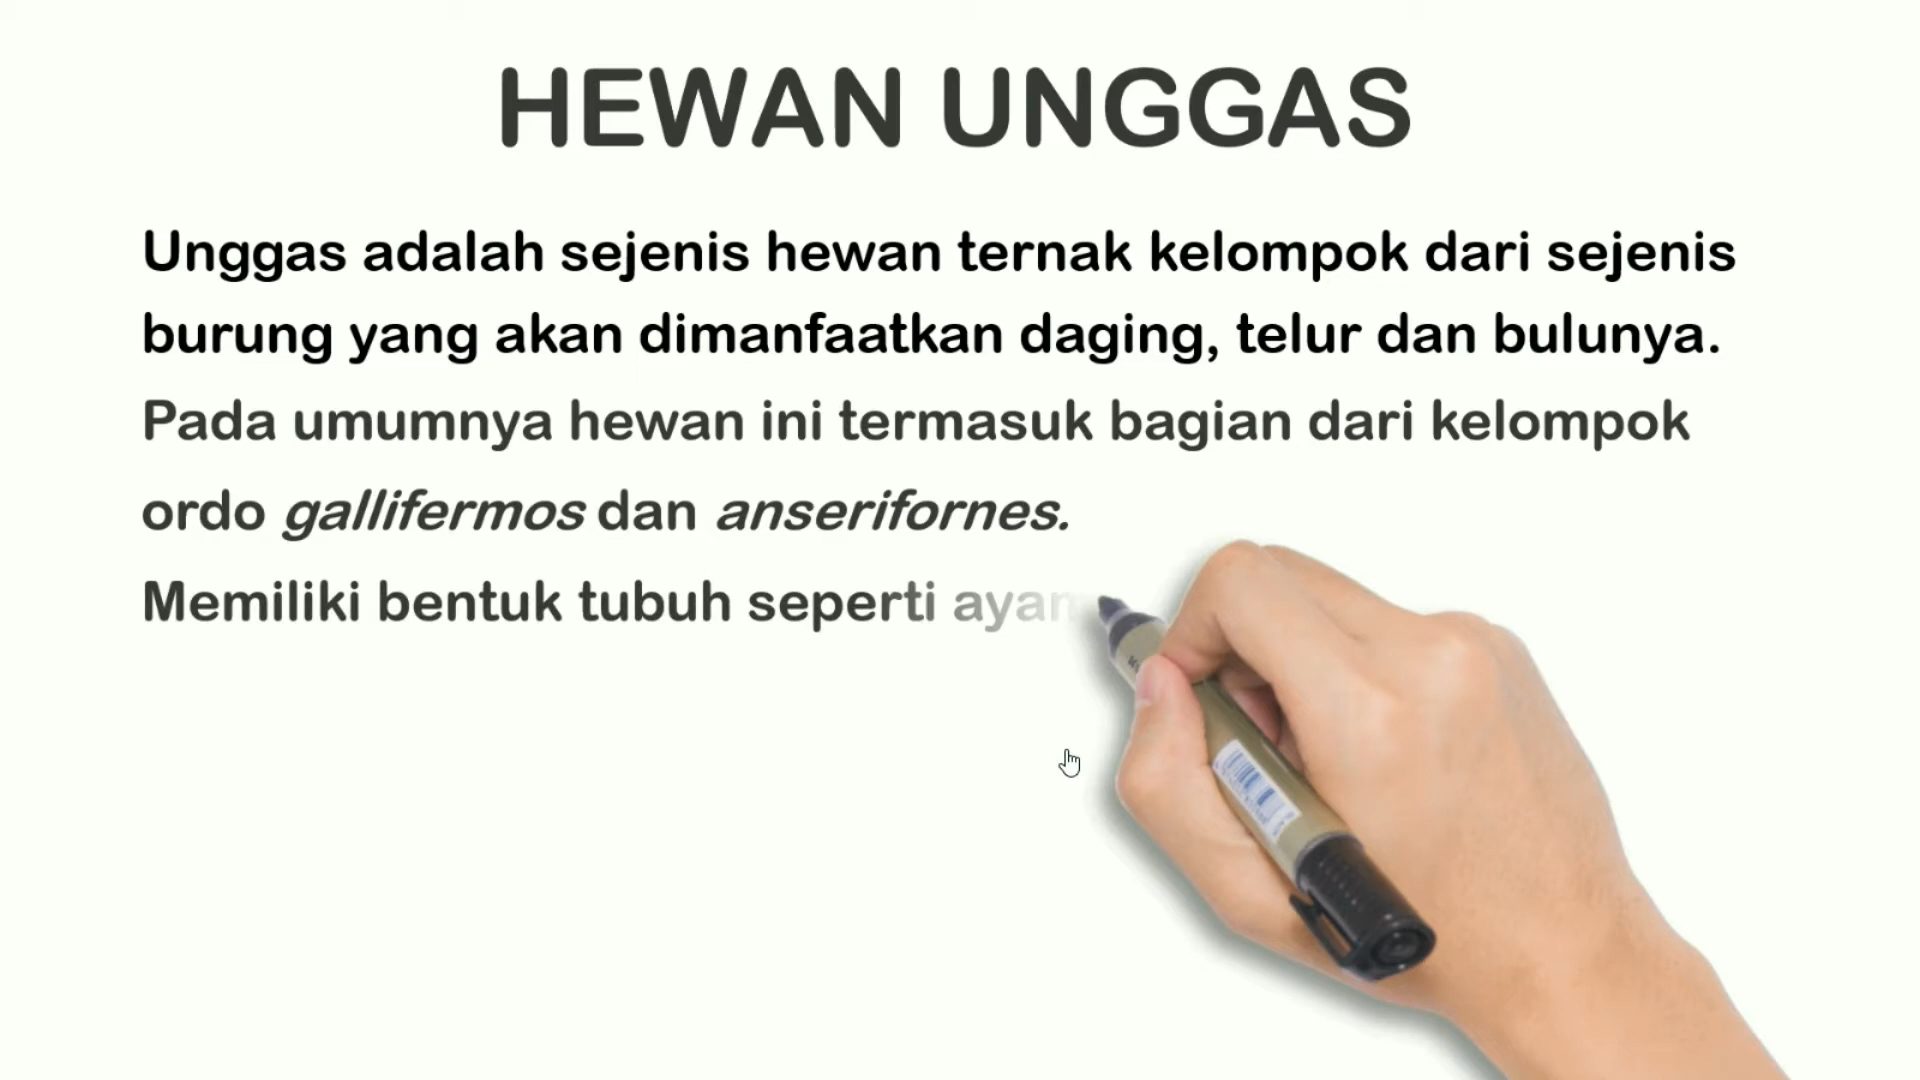 HEWAN UNGGAS
Unggas adalah sejenis hewan ternak kelompok dari sejenis
burung yang akan dimanfaatkan daging, telur dan bulunya.
Pada umumnya hewan ini termasuk bagian dari kelompok
ordo gallifermos dan anserifornes.
Memiliki bentuk tubuh seperti